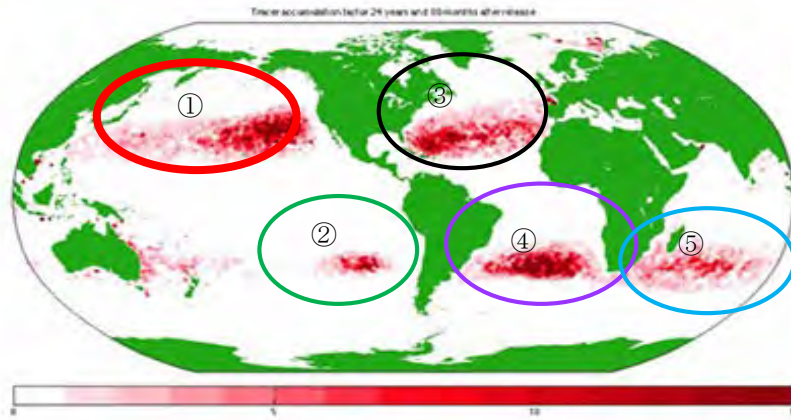 Tracer accumulation factor 24 years and 00 months after release
① ③
② ④ ⑤
0 5 10